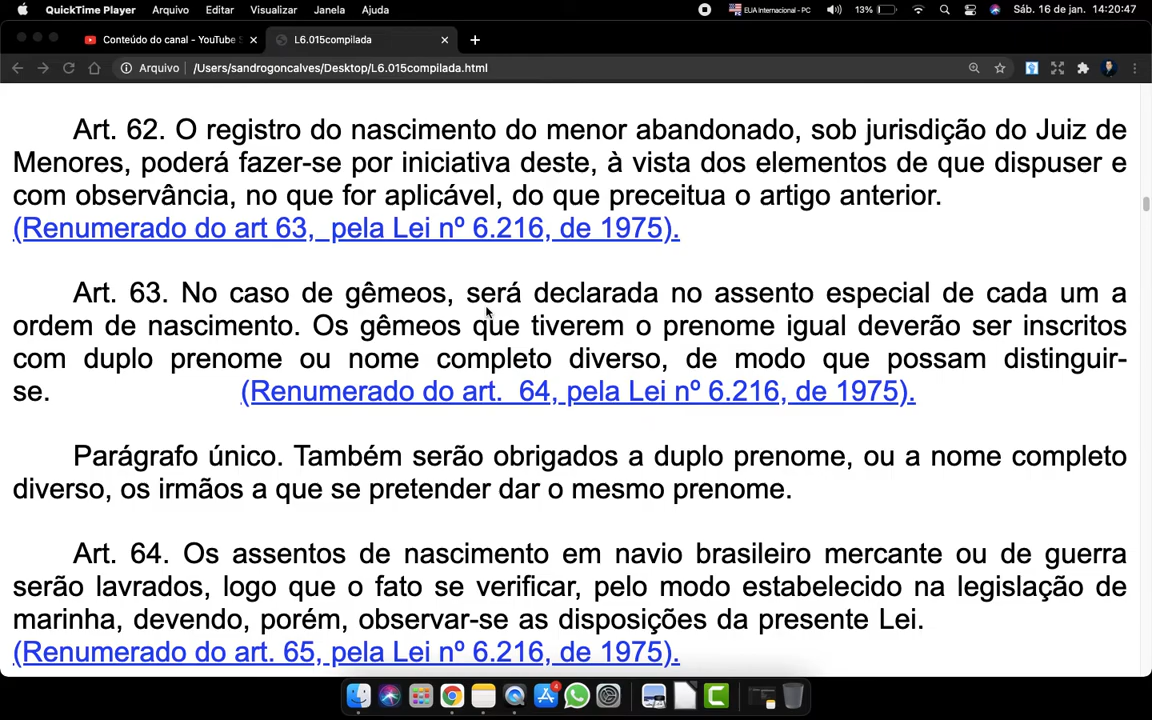 QuickTime Player Arquivo Editar Visualizar Janela Ajuda EUA Internacional - PC 13% Sáb. 16 de jan. 14:20:47
Conteúdo do canal - YouTube S L6.015compilada
Arquivo /Users/sandrogoncalves/Desktop/L6.015compilada.html
Art. 62. O registro do nascimento do menor abandonado, sob jurisdição do Juiz de
Menores, poderá fazer-se por iniciativa deste, à vista dos elementos de que dispuser e
com observância, no que for aplicável, do que preceitua o artigo anterior.
(Renumerado do art 63, pela Lei nº 6.216, de 1975).
Art. 63. No caso de gêmeos, será declarada no assento especial de cada um a
ordem de nascimento. Os gêmeos que tiverem o prenome igual deverão ser inscritos
com duplo prenome ou nome completo diverso, de modo que possam distinguir-
se. (Renumerado do art. 64, pela Lei nº 6.216, de 1975).
Parágrafo único. Também serão obrigados a duplo prenome, ou a nome completo
diverso, os irmãos a que se pretender dar o mesmo prenome.
Art. 64. Os assentos de nascimento em navio brasileiro mercante ou de guerra
serão lavrados, logo que o fato se verificar, pelo modo estabelecido na legislação de
marinha, devendo, porém, observar-se as disposições da presente Lei.
(Renumerado do art. 65, pela Lei nº 6.216, de 1975).
4